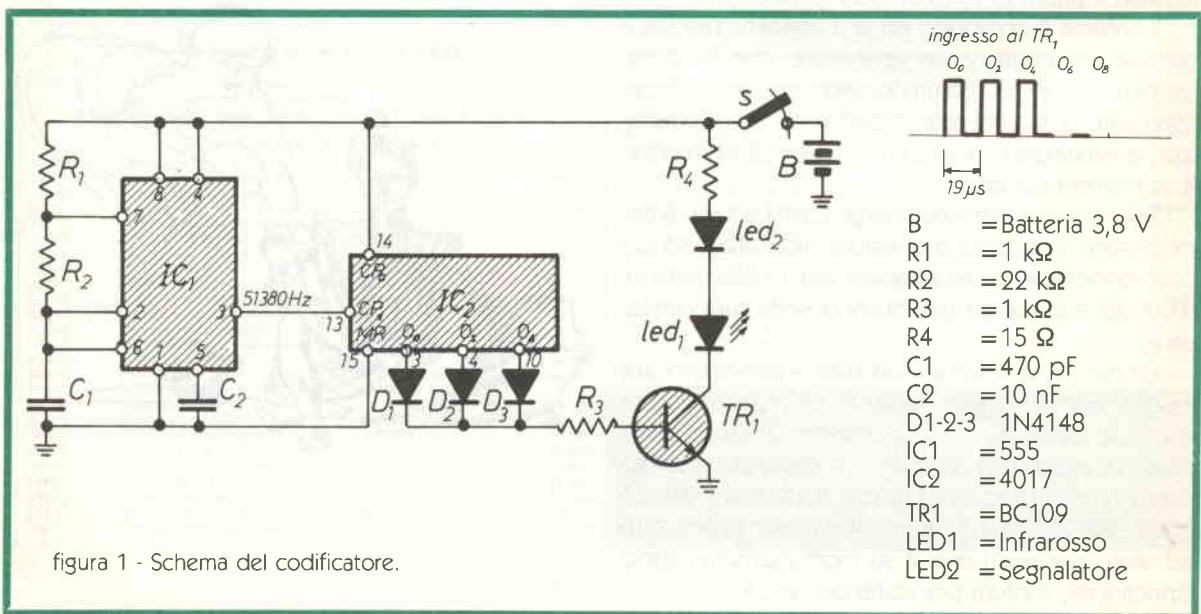 ingresso al TR1
O0 O2 O4 O6 O8
19 µs
S
R1
R4
B
8 4
7
14
led2
R2
IC1
CP0
IC2
2
3
51380Hz
CP1
13
led1
6
MR
O0 O2 O4
1 5
15
3 4 10
C1
C2
D1 D2 D3
R3
TR1
B = Batteria 3,8 V
R1 = 1 kΩ
R2 = 22 kΩ
R3 = 1 kΩ
R4 = 15 Ω
C1 = 470 pF
C2 = 10 nF
D1-2-3 1N4148
IC1 = 555
IC2 = 4017
TR1 = BC109
LED1 = Infrarosso
LED2 = Segnalatore
figura 1 - Schema del codificatore.